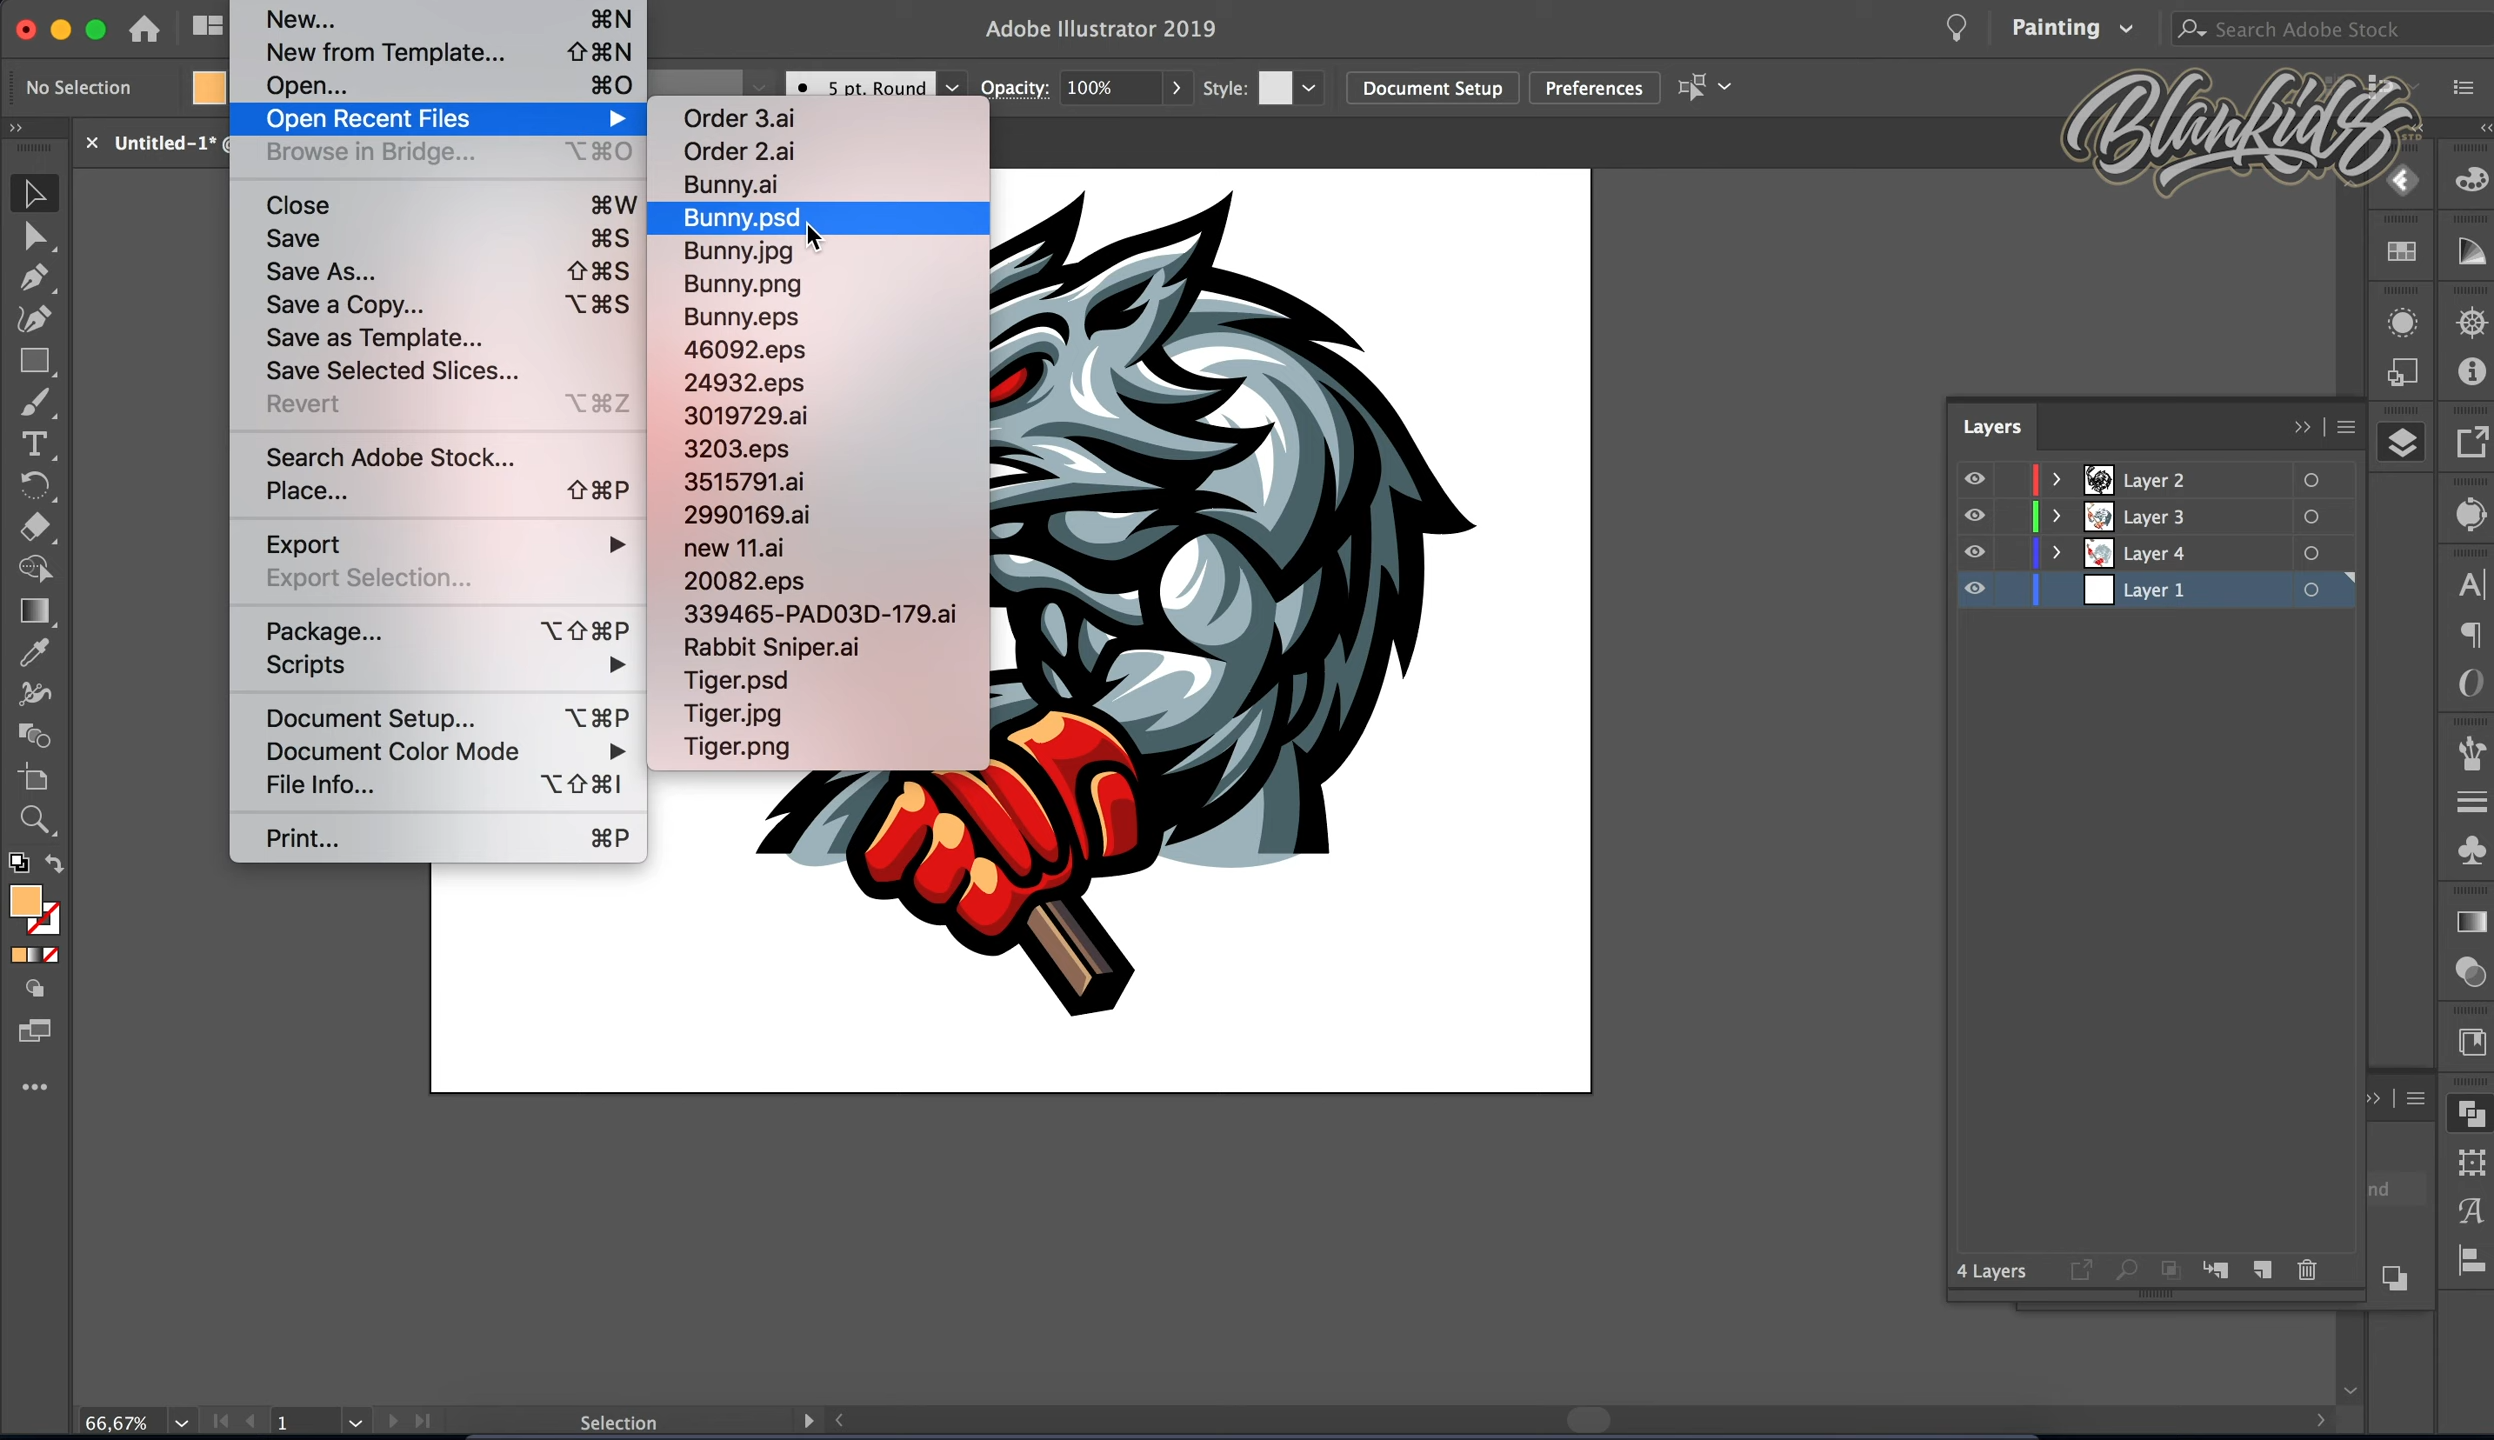 Adobe Illustrator 2019
Painting
Search Adobe Stock
No Selection
5 pt. Round
Opacity:
100%
Style:
Document Setup
Preferences
Blankids
STD
Untitled-1*
New... ⌘N
New from Template... ⇧⌘N
Open... ⌘O
Open Recent Files
Browse in Bridge... ⌥⌘O
Close ⌘W
Save ⌘S
Save As... ⇧⌘S
Save a Copy... ⌥⌘S
Save as Template...
Save Selected Slices...
Revert ⌥⌘Z
Search Adobe Stock...
Place... ⇧⌘P
Export
Export Selection...
Package... ⌥⇧⌘P
Scripts
Document Setup... ⌥⌘P
Document Color Mode
File Info... ⌥⇧⌘I
Print... ⌘P
Order 3.ai
Order 2.ai
Bunny.ai
Bunny.psd
Bunny.jpg
Bunny.png
Bunny.eps
46092.eps
24932.eps
3019729.ai
3203.eps
3515791.ai
2990169.ai
new 11.ai
20082.eps
339465-PAD03D-179.ai
Rabbit Sniper.ai
Tiger.psd
Tiger.jpg
Tiger.png
Layers
Layer 2
Layer 3
Layer 4
Layer 1
4 Layers
nd
66,67%
1
Selection